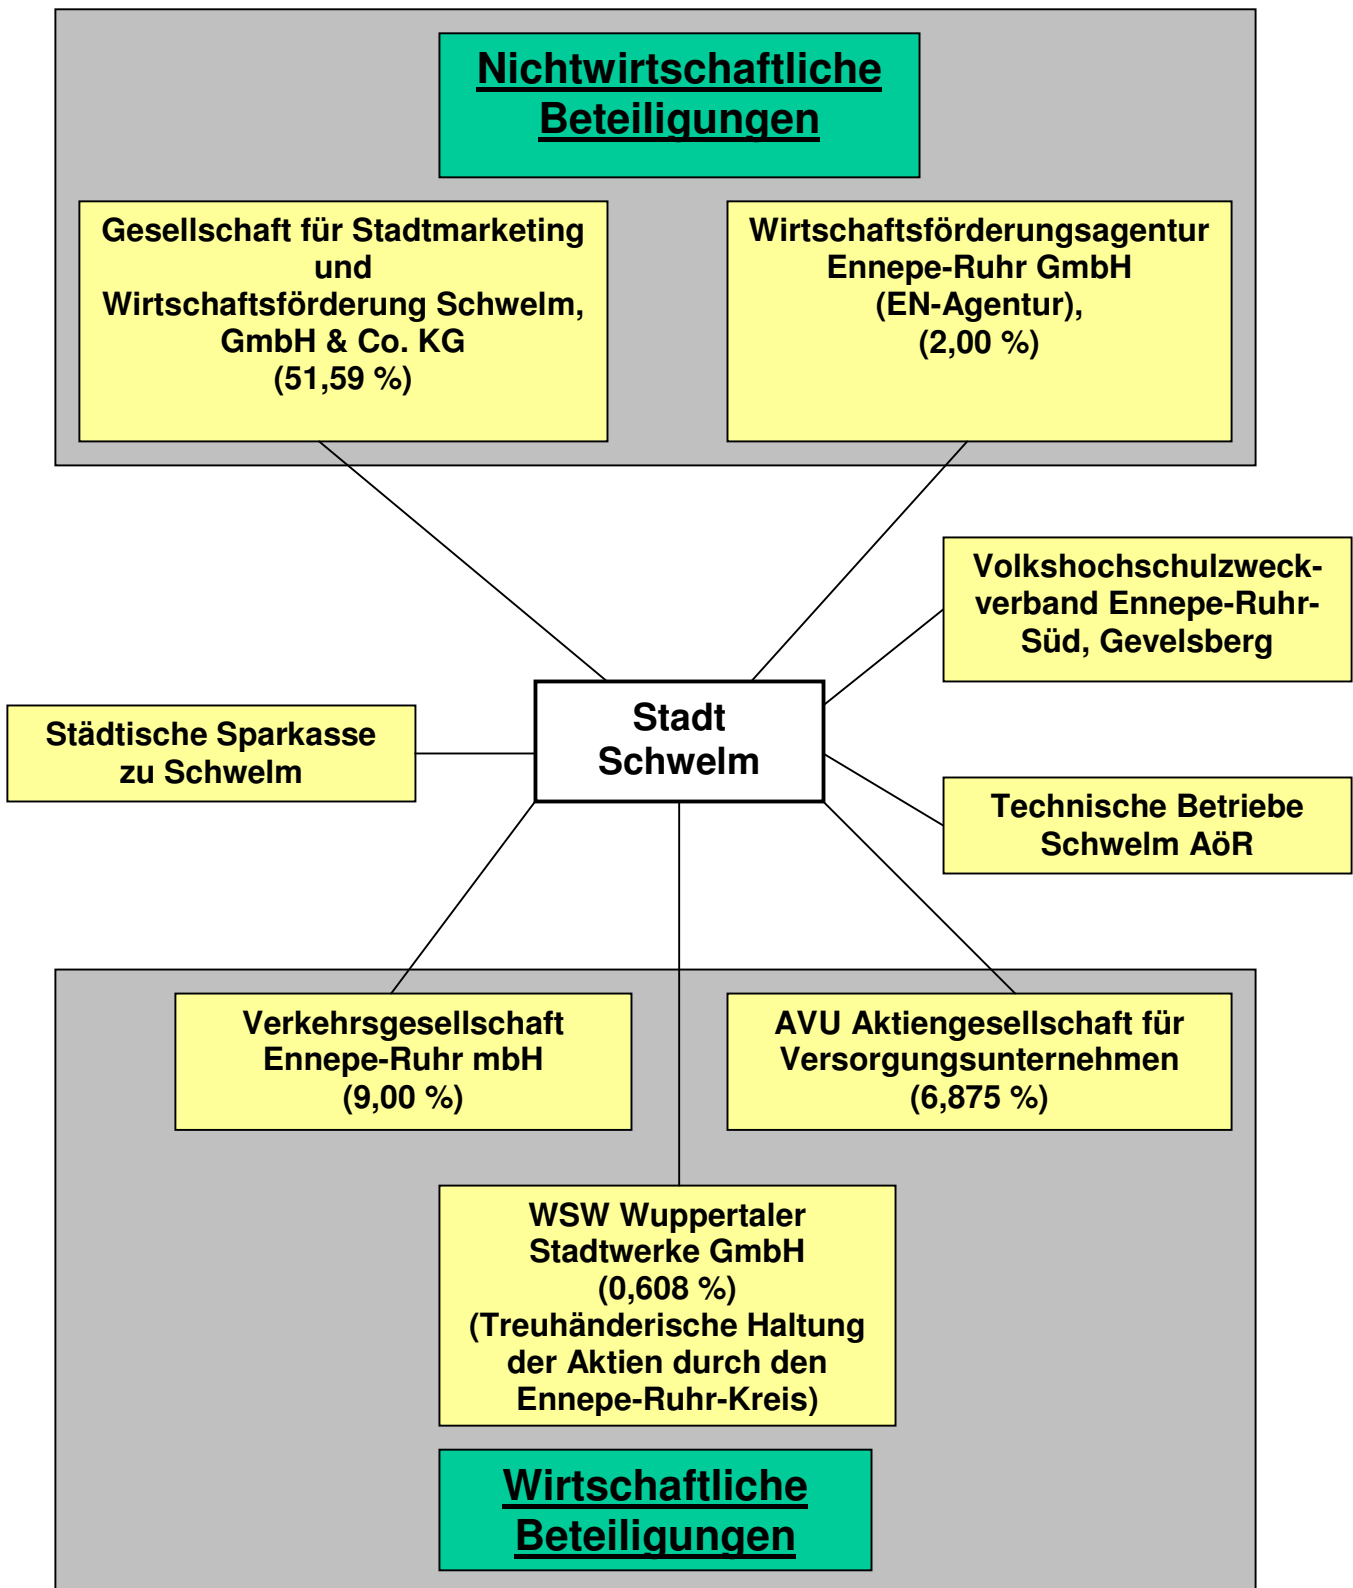 Nichtwirtschaftliche
Beteiligungen
Gesellschaft für Stadtmarketing
und
Wirtschaftsförderung Schwelm,
GmbH & Co. KG
(51,59 %)
Wirtschaftsförderungsagentur
Ennepe-Ruhr GmbH
(EN-Agentur),
(2,00 %)
Volkshochschulzweck-
verband Ennepe-Ruhr-
Süd, Gevelsberg
Stadt
Schwelm
Städtische Sparkasse
zu Schwelm
Technische Betriebe
Schwelm AöR
Verkehrsgesellschaft
Ennepe-Ruhr mbH
(9,00 %)
AVU Aktiengesellschaft für
Versorgungsunternehmen
(6,875 %)
WSW Wuppertaler
Stadtwerke GmbH
(0,608 %)
(Treuhänderische Haltung
der Aktien durch den
Ennepe-Ruhr-Kreis)
Wirtschaftliche
Beteiligungen